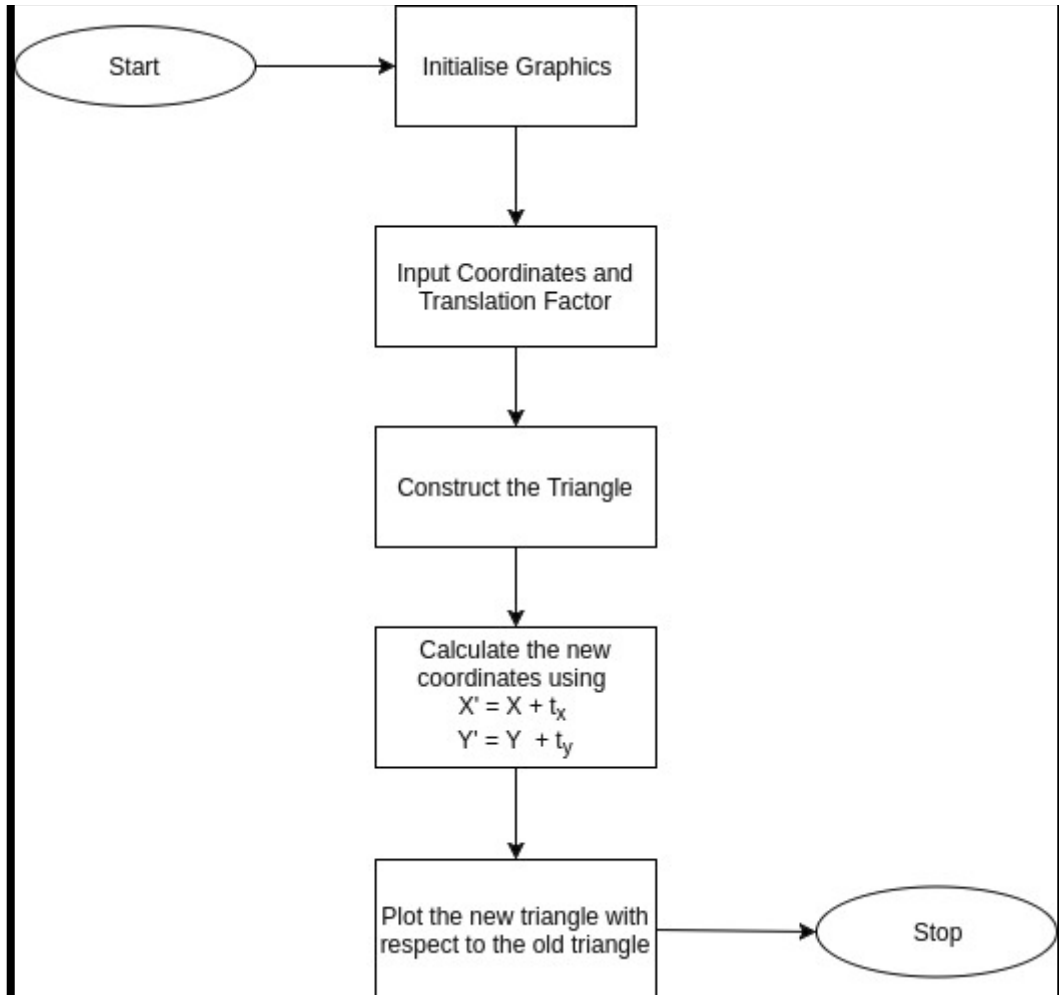 Start
Initialise Graphics
Input Coordinates and
Translation Factor
Construct the Triangle
Calculate the new
coordinates using
X' = X + tₓ
Y' = Y  + t_y
Plot the new triangle with
respect to the old triangle
Stop